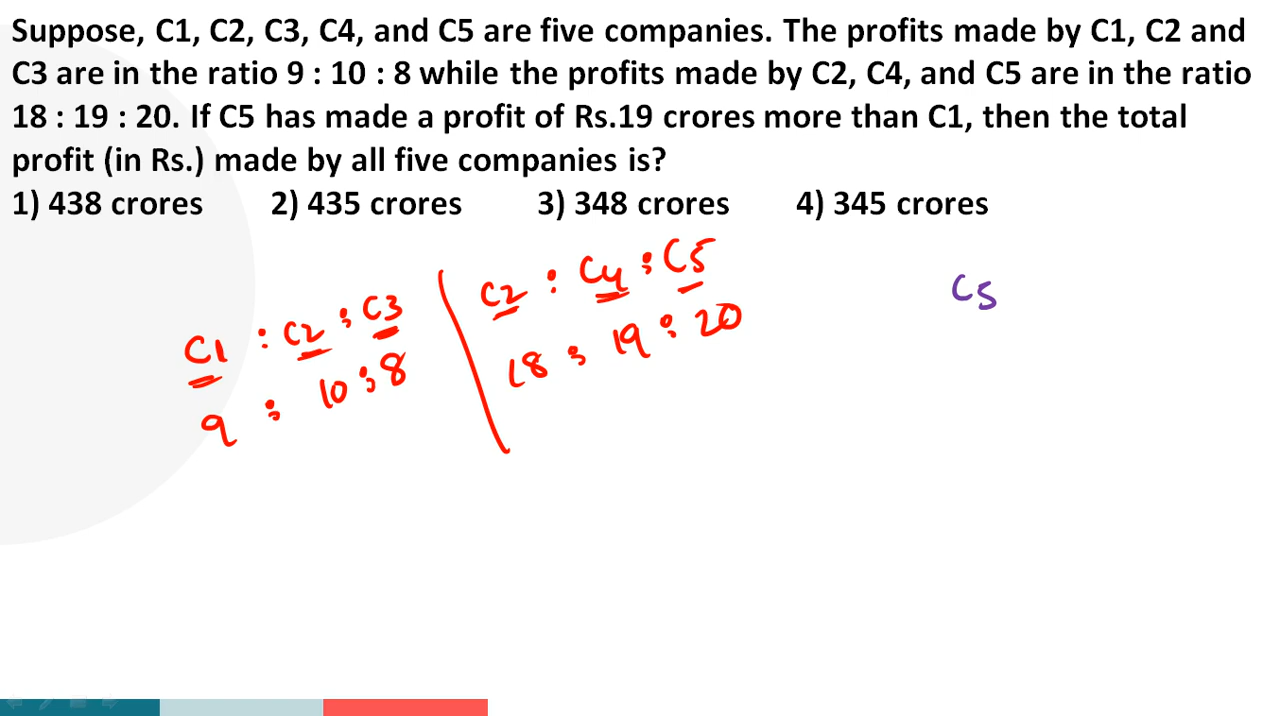 Suppose, C1, C2, C3, C4, and C5 are five companies. The profits made by C1, C2 and
C3 are in the ratio 9 : 10 : 8 while the profits made by C2, C4, and C5 are in the ratio
18 : 19 : 20. If C5 has made a profit of Rs.19 crores more than C1, then the total
profit (in Rs.) made by all five companies is?
1) 438 crores 2) 435 crores 3) 348 crores 4) 345 crores
C1 : C2 : C3
9 : 10 : 8
C2 : C4 : C5
18 : 19 : 20
C5